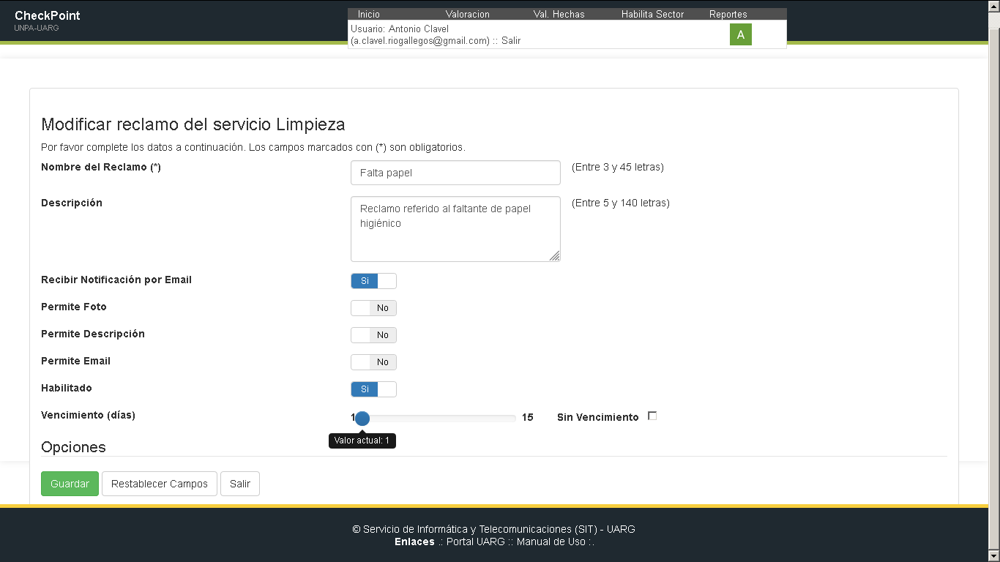 CheckPoint
UNPA-UARG
Inicio Valoracion Val. Hechas Habilita Sector Reportes
Usuario: Antonio Clavel
(a.clavel.riogallegos@gmail.com) :: Salir
A
Modificar reclamo del servicio Limpieza
Por favor complete los datos a continuación. Los campos marcados con (*) son obligatorios.
Nombre del Reclamo (*) Falta papel (Entre 3 y 45 letras)
Descripción Reclamo referido al faltante de papel (Entre 5 y 140 letras)
higiénico
Recibir Notificación por Email Si
Permite Foto No
Permite Descripción No
Permite Email No
Habilitado Si
Vencimiento (días) 1 15 Sin Vencimiento
Valor actual: 1
Opciones
Guardar Restablecer Campos Salir
© Servicio de Informática y Telecomunicaciones (SIT) - UARG
Enlaces .: Portal UARG :: Manual de Uso :.